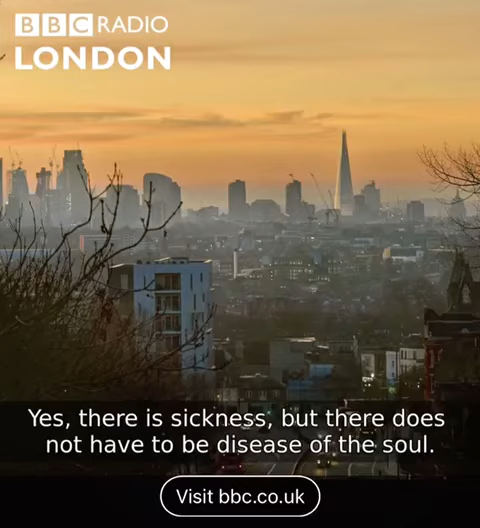 BBC RADIO
LONDON
Yes, there is sickness, but there does
not have to be disease of the soul.
Visit bbc.co.uk